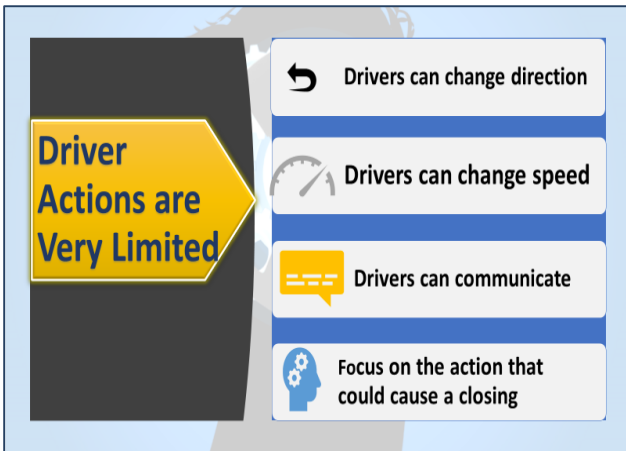 Driver
Actions are
Very Limited
Drivers can change direction
Drivers can change speed
Drivers can communicate
Focus on the action that
could cause a closing